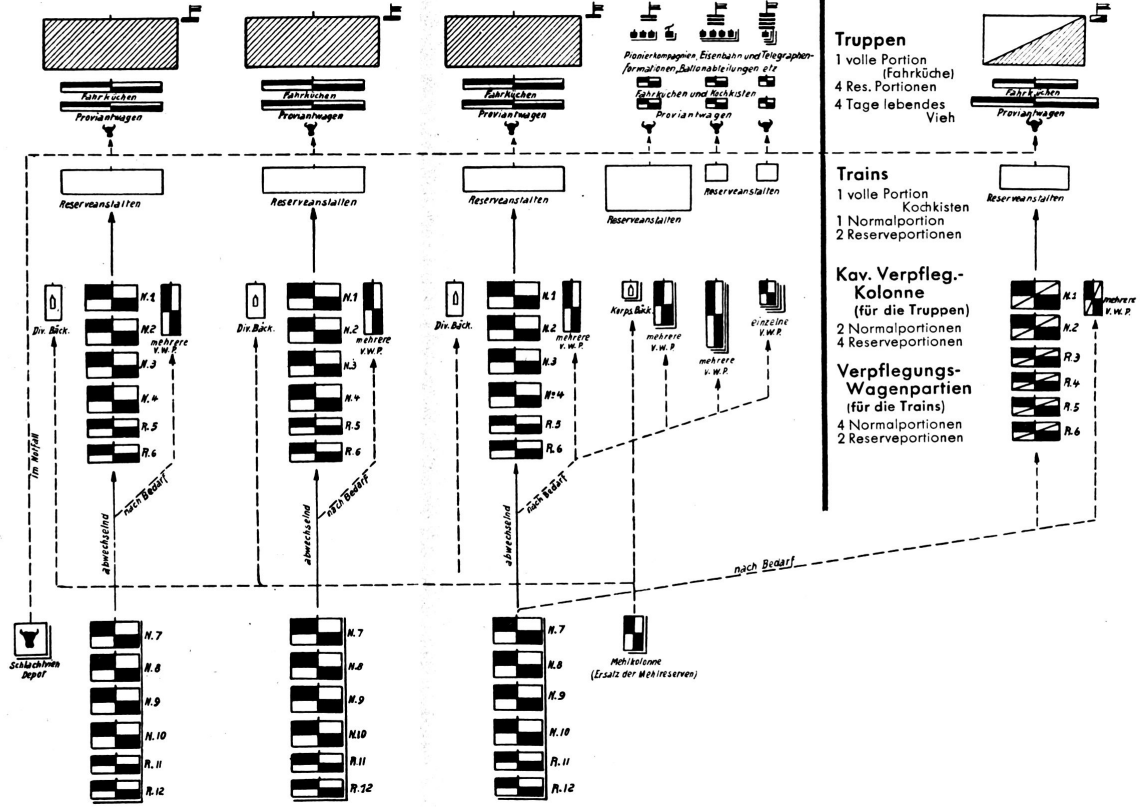 Fahrküchen
Proviantwagen
Reserveanstalten
Div. Bäck.
N.1
N.2
N.3
N.4
R.5
R.6
mehrere
V.W.P.
nach Bedarf
abwechselnd
Im Notfall
Schlachtvieh
Depot
N.7
N.8
N.9
N.10
R.11
R.12
Fahrküchen
Proviantwagen
Reserveanstalten
Div. Bäck.
N.1
N.2
N.3
N.4
R.5
R.6
mehrere
V.W.P.
nach Bedarf
abwechselnd
N.7
N.8
N.9
N.10
R.11
R.12
Fahrküchen
Proviantwagen
Reserveanstalten
Div. Bäck.
N.1
N.2
N.3
No 4
R.5
R.6
mehrere
V.W.P.
nach Bedarf
abwechselnd
N.7
N.8
N.9
N.10
R.11
R.12
Pionierkompagnien, Eisenbahn und Telegraphen-
formationen, Ballonabteilungen etz
Fahrküchen und Kochkisten
Proviantwagen
Reserveanstalten
Reserveanstalten
Korps. Bäck.
mehrere
V.W.P
mehrere
V.W.P.
einzelne
V.W.P.
Mehlkolonne
(Ersatz der Mehlreserven)
nach Bedarf
Truppen
1 volle Portion
(Fahrküche)
4 Res. Portionen
4 Tage lebendes
Vieh
Trains
1 volle Portion
Kochkisten
1 Normalportion
2 Reserveportionen
Kav. Verpfleg.-
Kolonne
(für die Truppen)
2 Normalportionen
4 Reserveportionen
Verpflegungs-
Wagenpartien
(für die Trains)
4 Normalportionen
2 Reserveportionen
Fahrküchen
Proviantwagen
Reserveanstalten
N.1
N.2
R.3
R.4
R.5
R.6
mehrere
V.W.P.